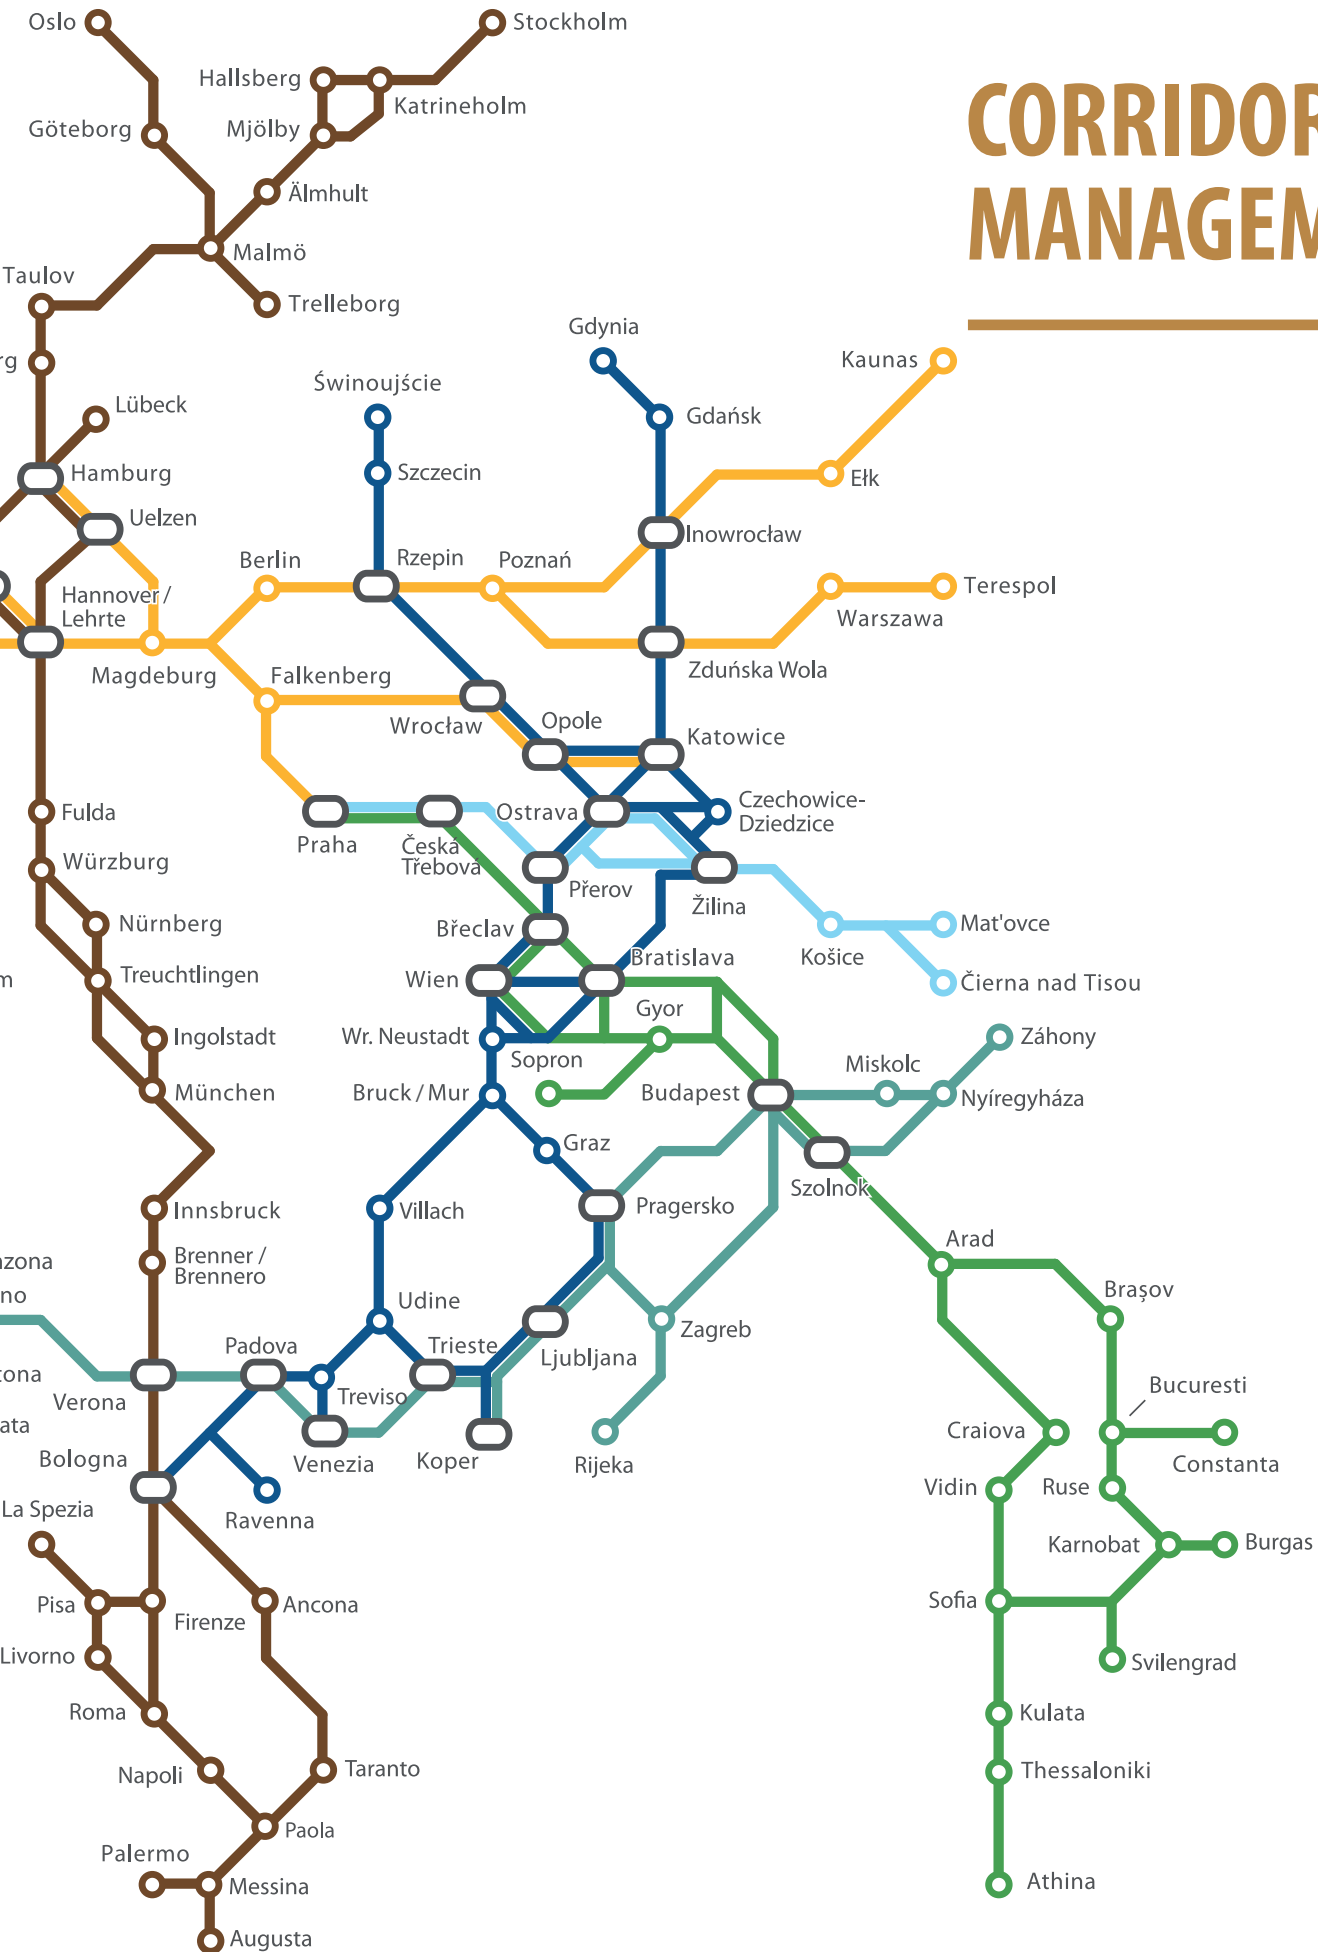 Oslo
Stockholm
Hallsberg
Katrineholm
CORRIDOR
MANAGEM
Göteborg
Mjölby
Älmhult
Malmö
Taulov
Trelleborg
Gdynia
rg
Kaunas
Świnoujście
Lübeck
Gdańsk
Hamburg
Szczecin
Ełk
Uelzen
Inowrocław
Berlin
Rzepin
Poznań
Hannover /
Lehrte
Terespol
Warszawa
Magdeburg
Falkenberg
Zduńska Wola
Wrocław
Opole
Katowice
Fulda
Ostrava
Czechowice-
Dziedzice
Praha
Česká
Třebová
Würzburg
Přerov
Žilina
Nürnberg
Břeclav
Mat'ovce
Košice
Bratislava
m
Treuchtlingen
Wien
Čierna nad Tisou
Gyor
Ingolstadt
Wr. Neustadt
Sopron
Záhony
Miskolc
München
Bruck / Mur
Budapest
Nyíregyháza
Graz
Szolnok
Innsbruck
Villach
Pragersko
Arad
Brenner /
Brennero
zona
no
Brașov
Udine
Zagreb
Padova
Trieste
Ljubljana
tona
Verona
Treviso
Bucuresti
ata
Craiova
Bologna
Venezia
Koper
Rijeka
Constanta
Vidin
Ruse
La Spezia
Ravenna
Karnobat
Burgas
Pisa
Firenze
Ancona
Sofia
Livorno
Svilengrad
Roma
Kulata
Napoli
Taranto
Thessaloniki
Paola
Palermo
Messina
Athina
Augusta